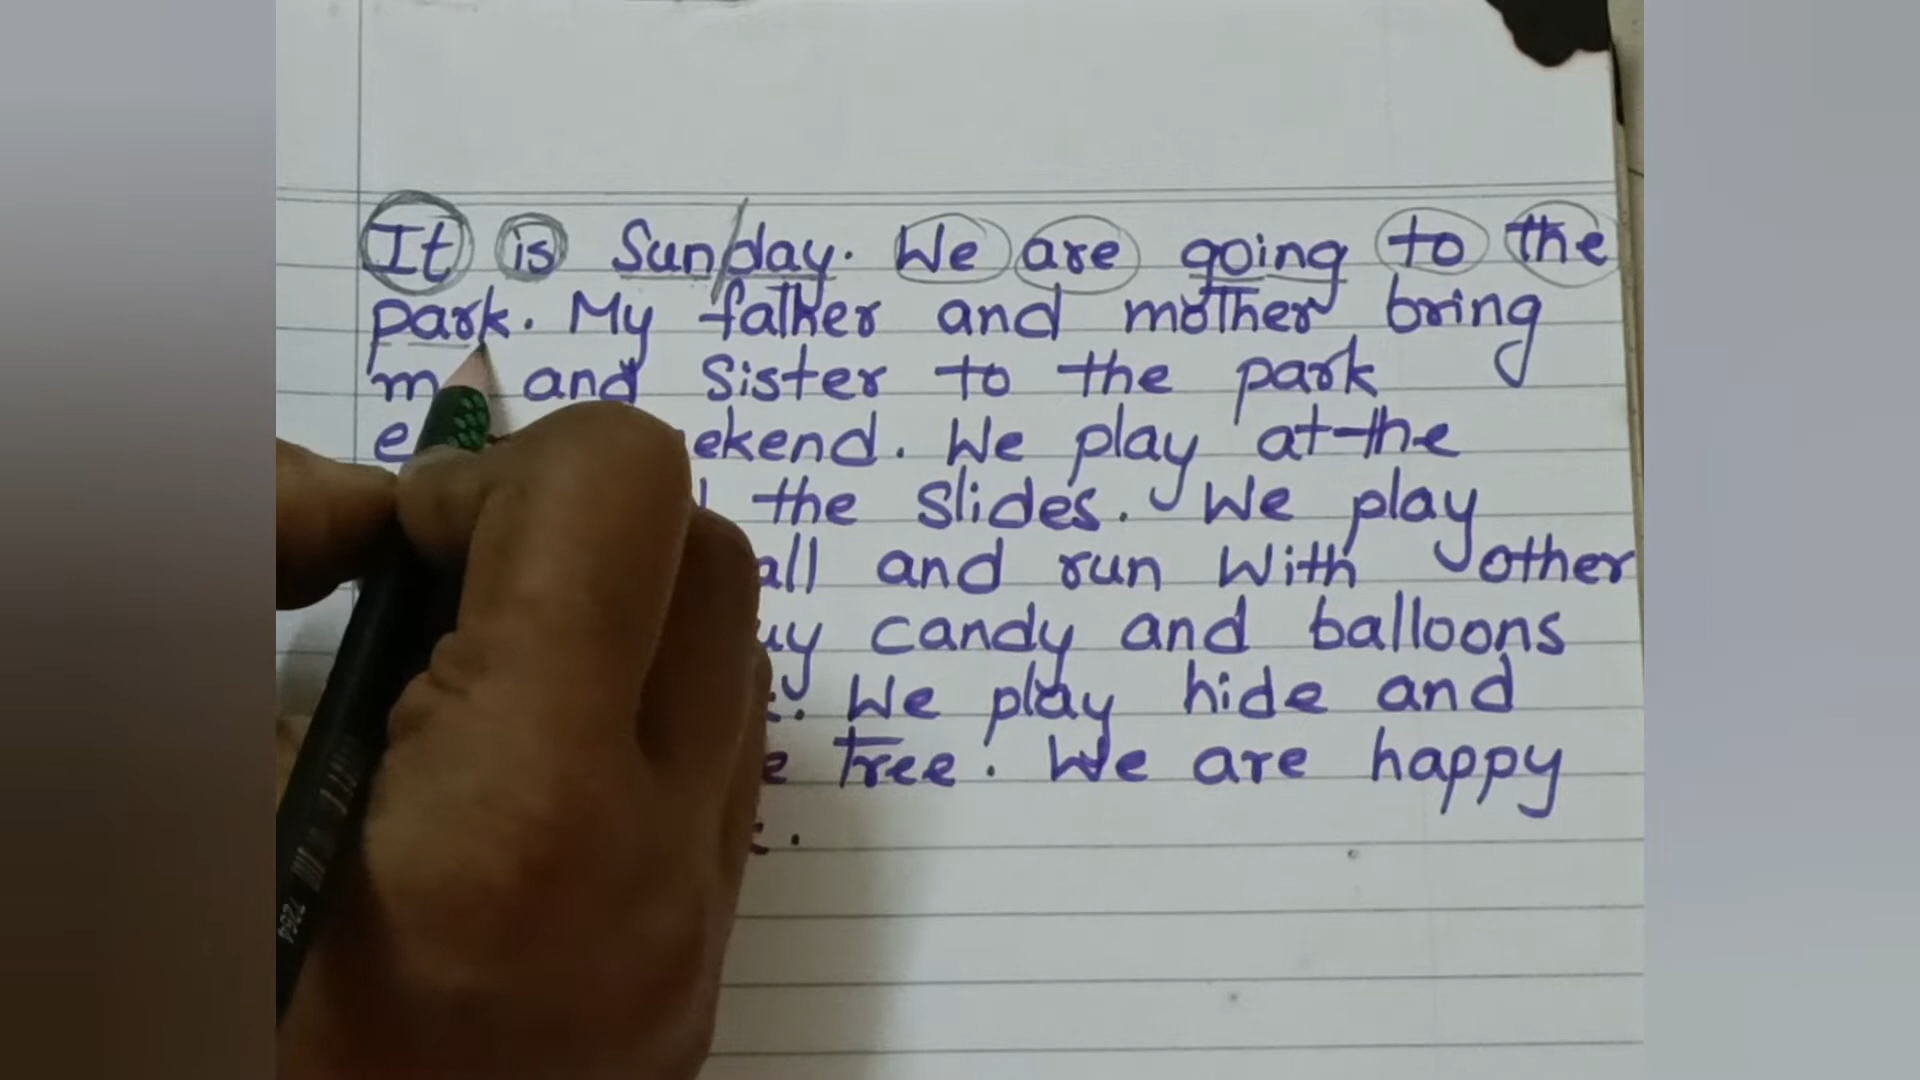 It is Sunday. We are going to the
park. My father and mother bring
and Sister to the park
ekend. We play at the
the Slides. We play
all and run With other
uy candy and balloons
We play hide and
e Tree. We are happy
7264